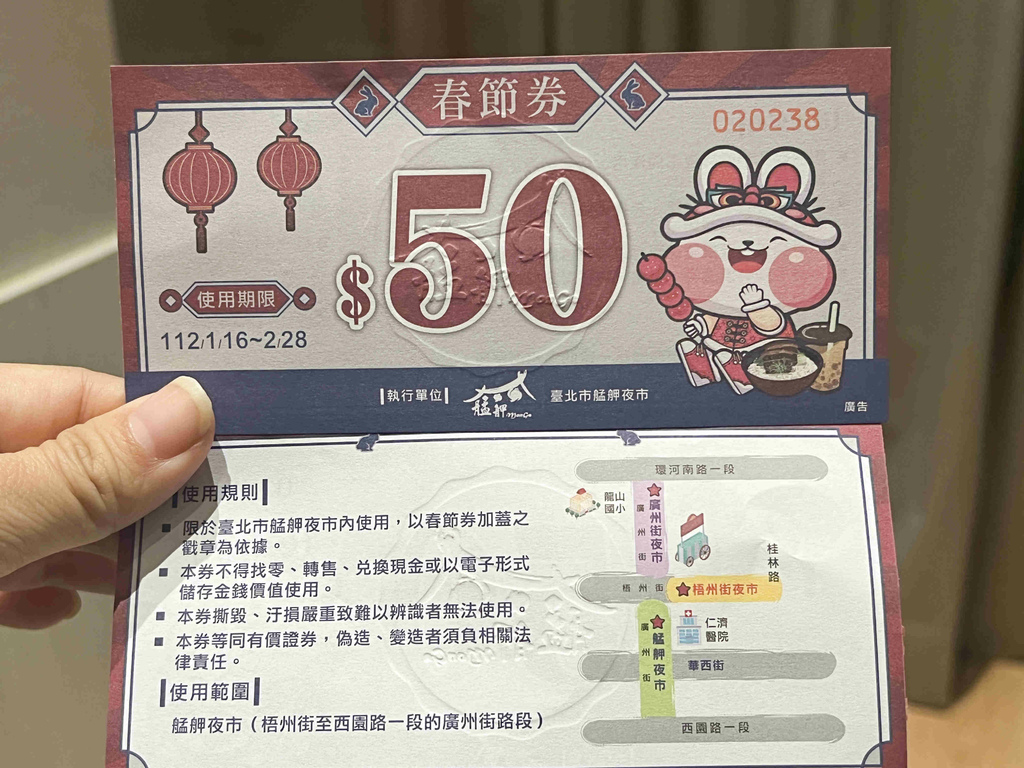 春節券
020238
$50
使用期限
112/1/16~2/28
執行單位
艋舺 MonGa
臺北市艋舺夜市
廣告
使用規則
■ 限於臺北市艋舺夜市內使用，以春節券加蓋之
戳章為依據。
■ 本券不得找零、轉售、兌換現金或以電子形式
儲存金錢價值使用。
■ 本券撕毀、汙損嚴重致難以辨識者無法使用。
■ 本券等同有價證券，偽造、變造者須負相關法
律責任。
使用範圍
艋舺夜市（梧州街至西園路一段的廣州街路段）
環河南路一段
龍山
國小
廣州街
廣州街夜市
桂林路
梧州街
梧州街夜市
廣州街
艋舺夜市
仁濟
醫院
華西街
西園路一段